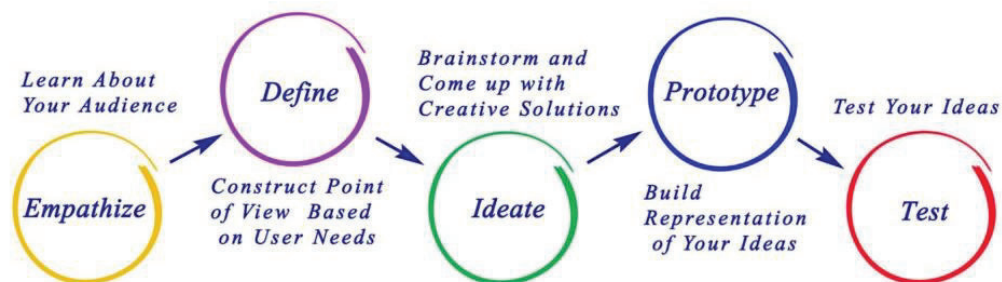 Learn About
Your Audience
Empathize
Define
Construct Point
of View Based
on User Needs
Brainstorm and
Come up with
Creative Solutions
Ideate
Prototype
Build
Representation
of Your Ideas
Test Your Ideas
Test